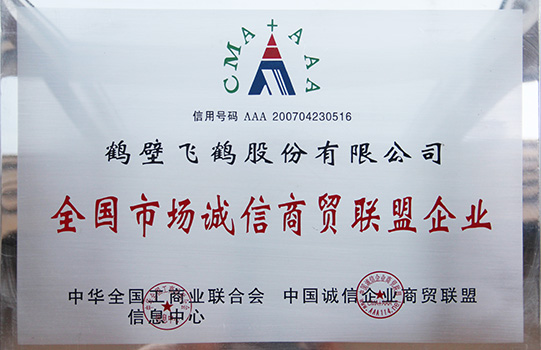 CMA+AAA
信用号码 AAA 200704230516
鹤壁飞鹤股份有限公司
全国市场诚信商贸联盟企业
中华全国工商业联合会 中国诚信企业商贸联盟
信息中心